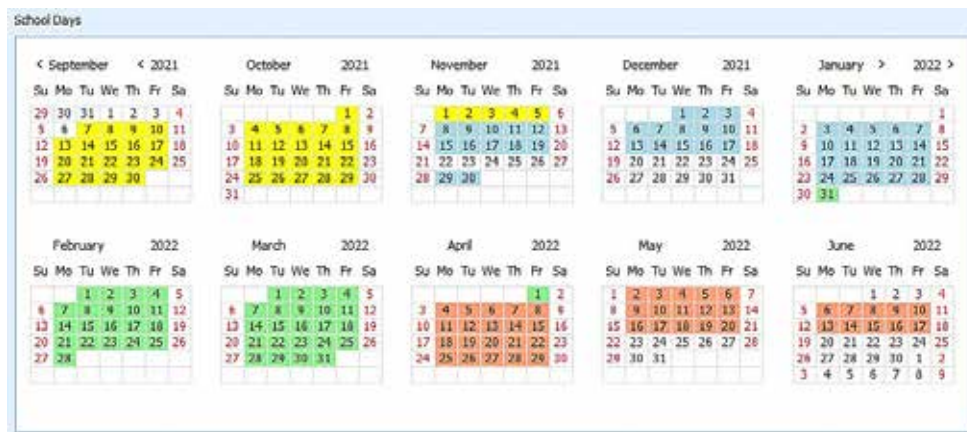 School Days
< September < 2021
Su Mo Tu We Th Fr Sa
29 30 31 1 2 3 4
5 6 7 8 9 10 11
12 13 14 15 16 17 18
19 20 21 22 23 24 25
26 27 28 29 30
October 2021
Su Mo Tu We Th Fr Sa
1 2
3 4 5 6 7 8 9
10 11 12 13 14 15 16
17 18 19 20 21 22 23
24 25 26 27 28 29 30
31
November 2021
Su Mo Tu We Th Fr Sa
1 2 3 4 5 6
7 8 9 10 11 12 13
14 15 16 17 18 19 20
21 22 23 24 25 26 27
28 29 30
December 2021
Su Mo Tu We Th Fr Sa
1 2 3 4
5 6 7 8 9 10 11
12 13 14 15 16 17 18
19 20 21 22 23 24 25
26 27 28 29 30 31
January > 2022 >
Su Mo Tu We Th Fr Sa
1
2 3 4 5 6 7 8
9 10 11 12 13 14 15
16 17 18 19 20 21 22
23 24 25 26 27 28 29
30 31
February 2022
Su Mo Tu We Th Fr Sa
1 2 3 4 5
6 7 8 9 10 11 12
13 14 15 16 17 18 19
20 21 22 23 24 25 26
27 28
March 2022
Su Mo Tu We Th Fr Sa
1 2 3 4 5
6 7 8 9 10 11 12
13 14 15 16 17 18 19
20 21 22 23 24 25 26
27 28 29 30 31
April 2022
Su Mo Tu We Th Fr Sa
1 2
3 4 5 6 7 8 9
10 11 12 13 14 15 16
17 18 19 20 21 22 23
24 25 26 27 28 29 30
May 2022
Su Mo Tu We Th Fr Sa
1 2 3 4 5 6 7
8 9 10 11 12 13 14
15 16 17 18 19 20 21
22 23 24 25 26 27 28
29 30 31
June 2022
Su Mo Tu We Th Fr Sa
1 2 3 4
5 6 7 8 9 10 11
12 13 14 15 16 17 18
19 20 21 22 23 24 25
26 27 28 29 30 1 2
3 4 5 6 7 8 9